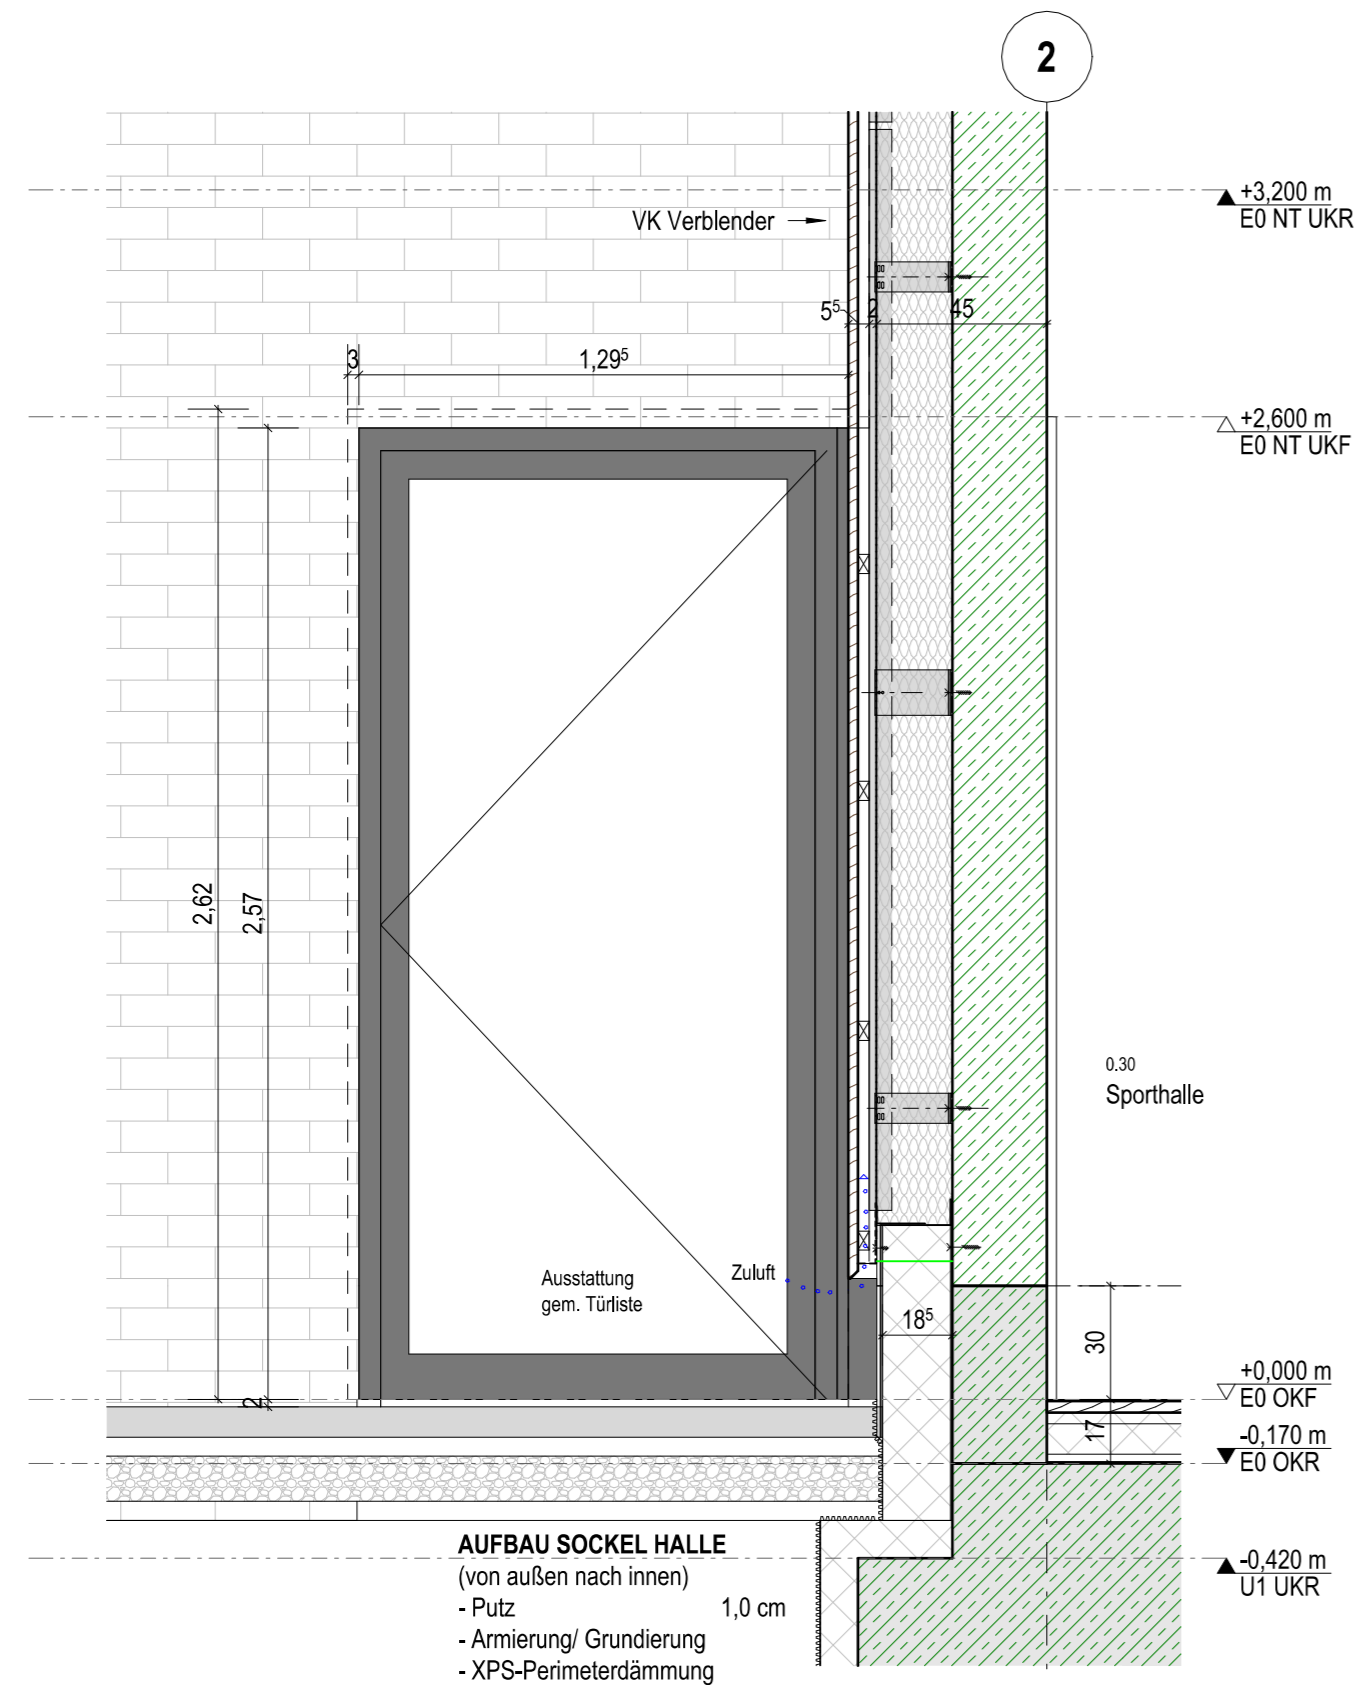 2
+3,200 m
E0 NT UKR
VK Verblender
5⁵
2
45
3
1,29⁵
+2,600 m
E0 NT UKF
2,62
2,57
0.30
Sporthalle
Ausstattung
gem. Türliste
Zuluft
18⁵
30
+0,000 m
E0 OKF
2
17
-0,170 m
E0 OKR
AUFBAU SOCKEL HALLE
(von außen nach innen)
- Putz 1,0 cm
- Armierung/ Grundierung
- XPS-Perimeterdämmung
-0,420 m
U1 UKR